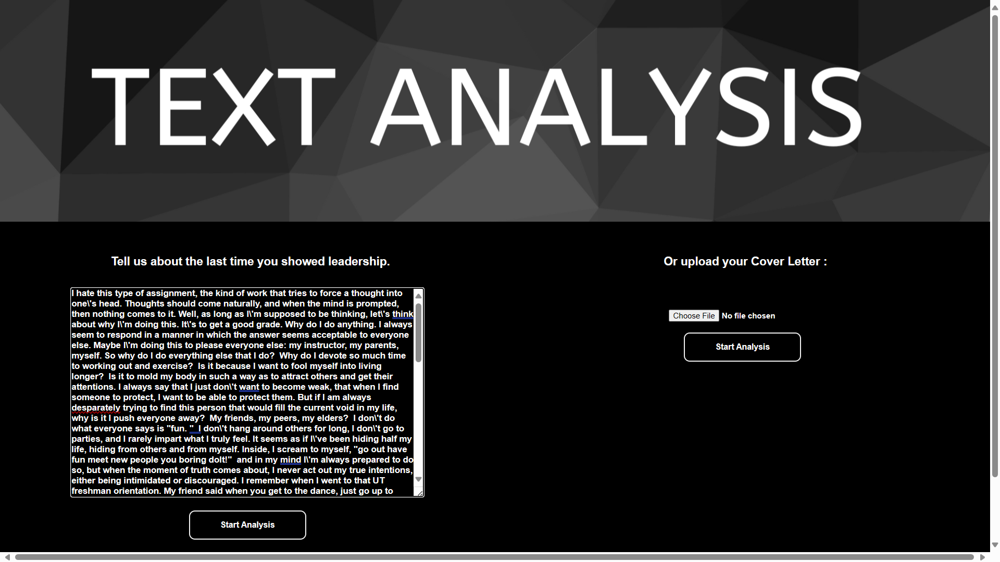 TEXT ANALYSIS
Tell us about the last time you showed leadership.
I hate this type of assignment, the kind of work that tries to force a thought into
one\'s head. Thoughts should come naturally, and when the mind is prompted,
then nothing comes to it. Well, as long as I\'m supposed to be thinking, let\'s think
about why I\'m doing this. It\'s to get a good grade. Why do I do anything. I always
seem to respond in a manner in which the answer seems acceptable to everyone
else. Maybe I\'m doing this to please everyone else: my instructor, my parents,
myself. So why do I do everything else that I do?  Why do I devote so much time
to working out and exercise?  Is it because I want to fool myself into living
longer?  Is it to mold my body in such a way as to attract others and get their
attentions. I always say that I just don\'t want to become weak, that when I find
someone to protect, I want to be able to protect them. But if I am always
desparately trying to find this person that would fill the current void in my life,
why is it I push everyone away?  My friends, my peers, my elders?  I don\'t do
what everyone says is "fun. "  I don\'t hang around others for long, I don\'t go to
parties, and I rarely impart what I truly feel. It seems as if I\'ve been hiding half my
life, hiding from others and from myself. Inside, I scream to myself, "go out have
fun meet new people you boring dolt!"  and in my mind I\'m always prepared to do
so, but when the moment of truth comes about, I never act out my true intentions,
either being intimidated or discouraged. I remember when I went to that UT
freshman orientation. My friend said when you get to the dance, just go up to
Start Analysis
Or upload your Cover Letter :
Choose File No file chosen
Start Analysis